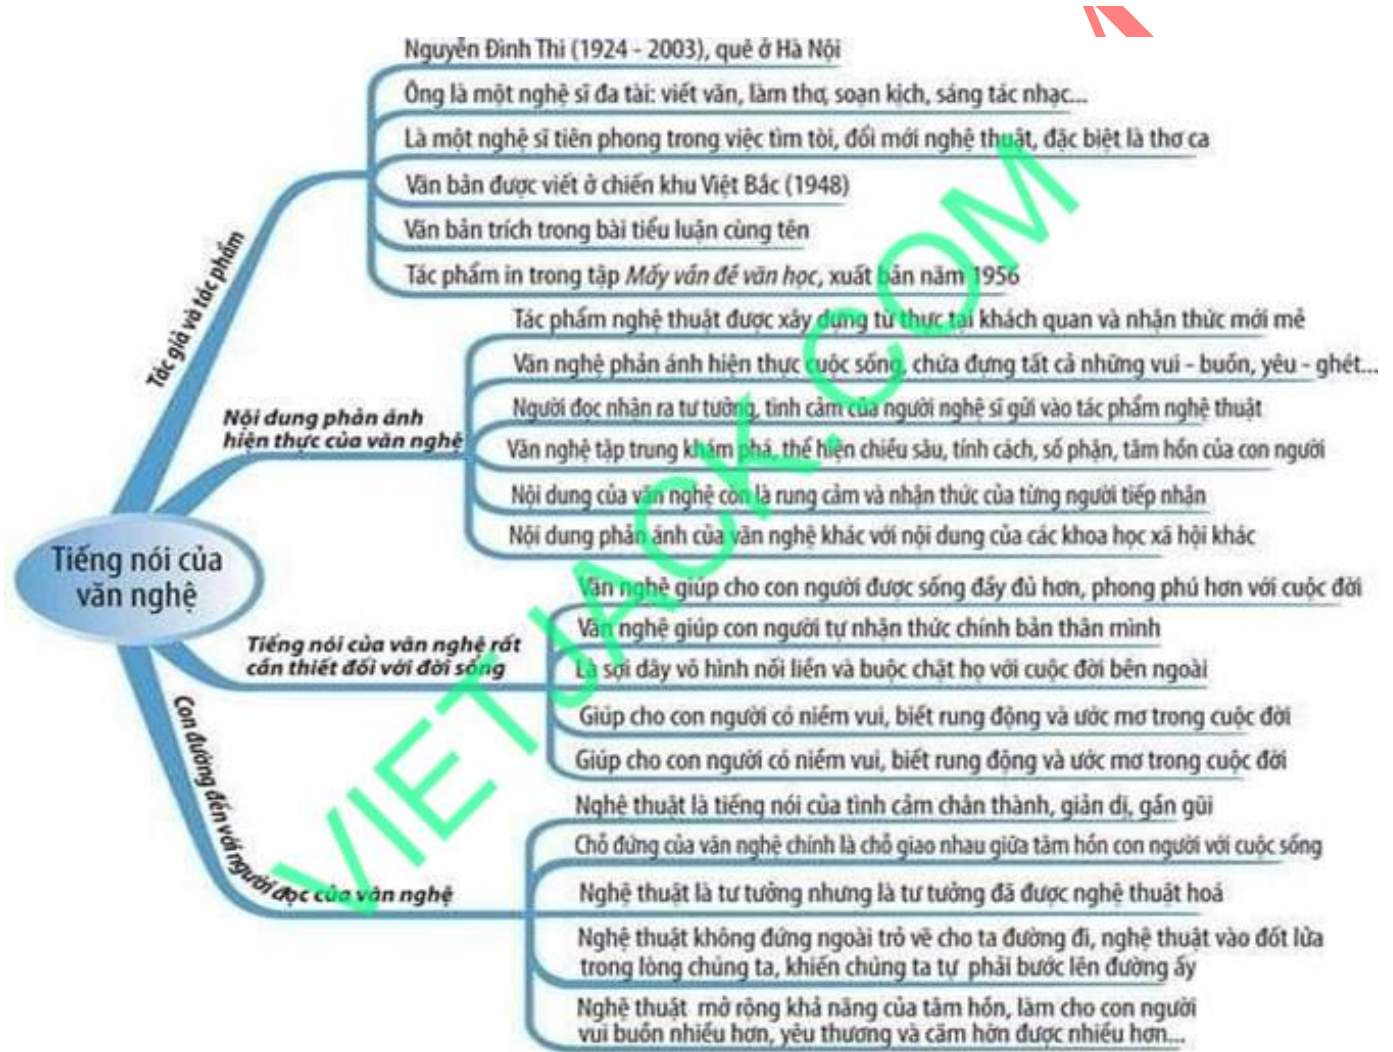 Nguyễn Đình Thi (1924 - 2003), quê ở Hà Nội
Ông là một nghệ sĩ đa tài: viết văn, làm thơ, soạn kịch, sáng tác nhạc...
Là một nghệ sĩ tiên phong trong việc tìm tòi, đổi mới nghệ thuật, đặc biệt là thơ ca
Văn bản được viết ở chiến khu Việt Bắc (1948)
Văn bản trích trong bài tiểu luận cùng tên
Tác phẩm in trong tập Mấy vấn đề văn học, xuất bản năm 1956
Tác giả và tác phẩm
Tác phẩm nghệ thuật được xây dựng từ thực tại khách quan và nhận thức mới mẻ
Văn nghệ phản ánh hiện thực cuộc sống, chứa đựng tất cả những vui - buồn, yêu - ghét...
Người đọc nhận ra tư tưởng, tình cảm của người nghệ sĩ gửi vào tác phẩm nghệ thuật
Nội dung phản ánh
hiện thực của văn nghệ
Văn nghệ tập trung khám phá, thể hiện chiều sâu, tính cách, số phận, tâm hồn của con người
Nội dung của văn nghệ còn là rung cảm và nhận thức của từng người tiếp nhận
Nội dung phản ánh của văn nghệ khác với nội dung của các khoa học xã hội khác
Tiếng nói của
văn nghệ
Văn nghệ giúp cho con người được sống đầy đủ hơn, phong phú hơn với cuộc đời
Văn nghệ giúp con người tự nhận thức chính bản thân mình
Tiếng nói của văn nghệ rất
cần thiết đối với đời sống
Là sợi dây vô hình nối liền và buộc chặt họ với cuộc đời bên ngoài
Giúp cho con người có niềm vui, biết rung động và ước mơ trong cuộc đời
Giúp cho con người có niềm vui, biết rung động và ước mơ trong cuộc đời
Con đường đến với người đọc của văn nghệ
Nghệ thuật là tiếng nói của tình cảm chân thành, giản dị, gần gũi
Chỗ đứng của văn nghệ chính là chỗ giao nhau giữa tâm hồn con người với cuộc sống
Nghệ thuật là tư tưởng nhưng là tư tưởng đã được nghệ thuật hoá
Nghệ thuật không đứng ngoài trỏ vẽ cho ta đường đi, nghệ thuật vào đốt lửa
trong lòng chúng ta, khiến chúng ta tự phải bước lên đường ấy
Nghệ thuật mở rộng khả năng của tâm hồn, làm cho con người
vui buồn nhiều hơn, yêu thương và căm hờn được nhiều hơn...
VIETJACK.COM